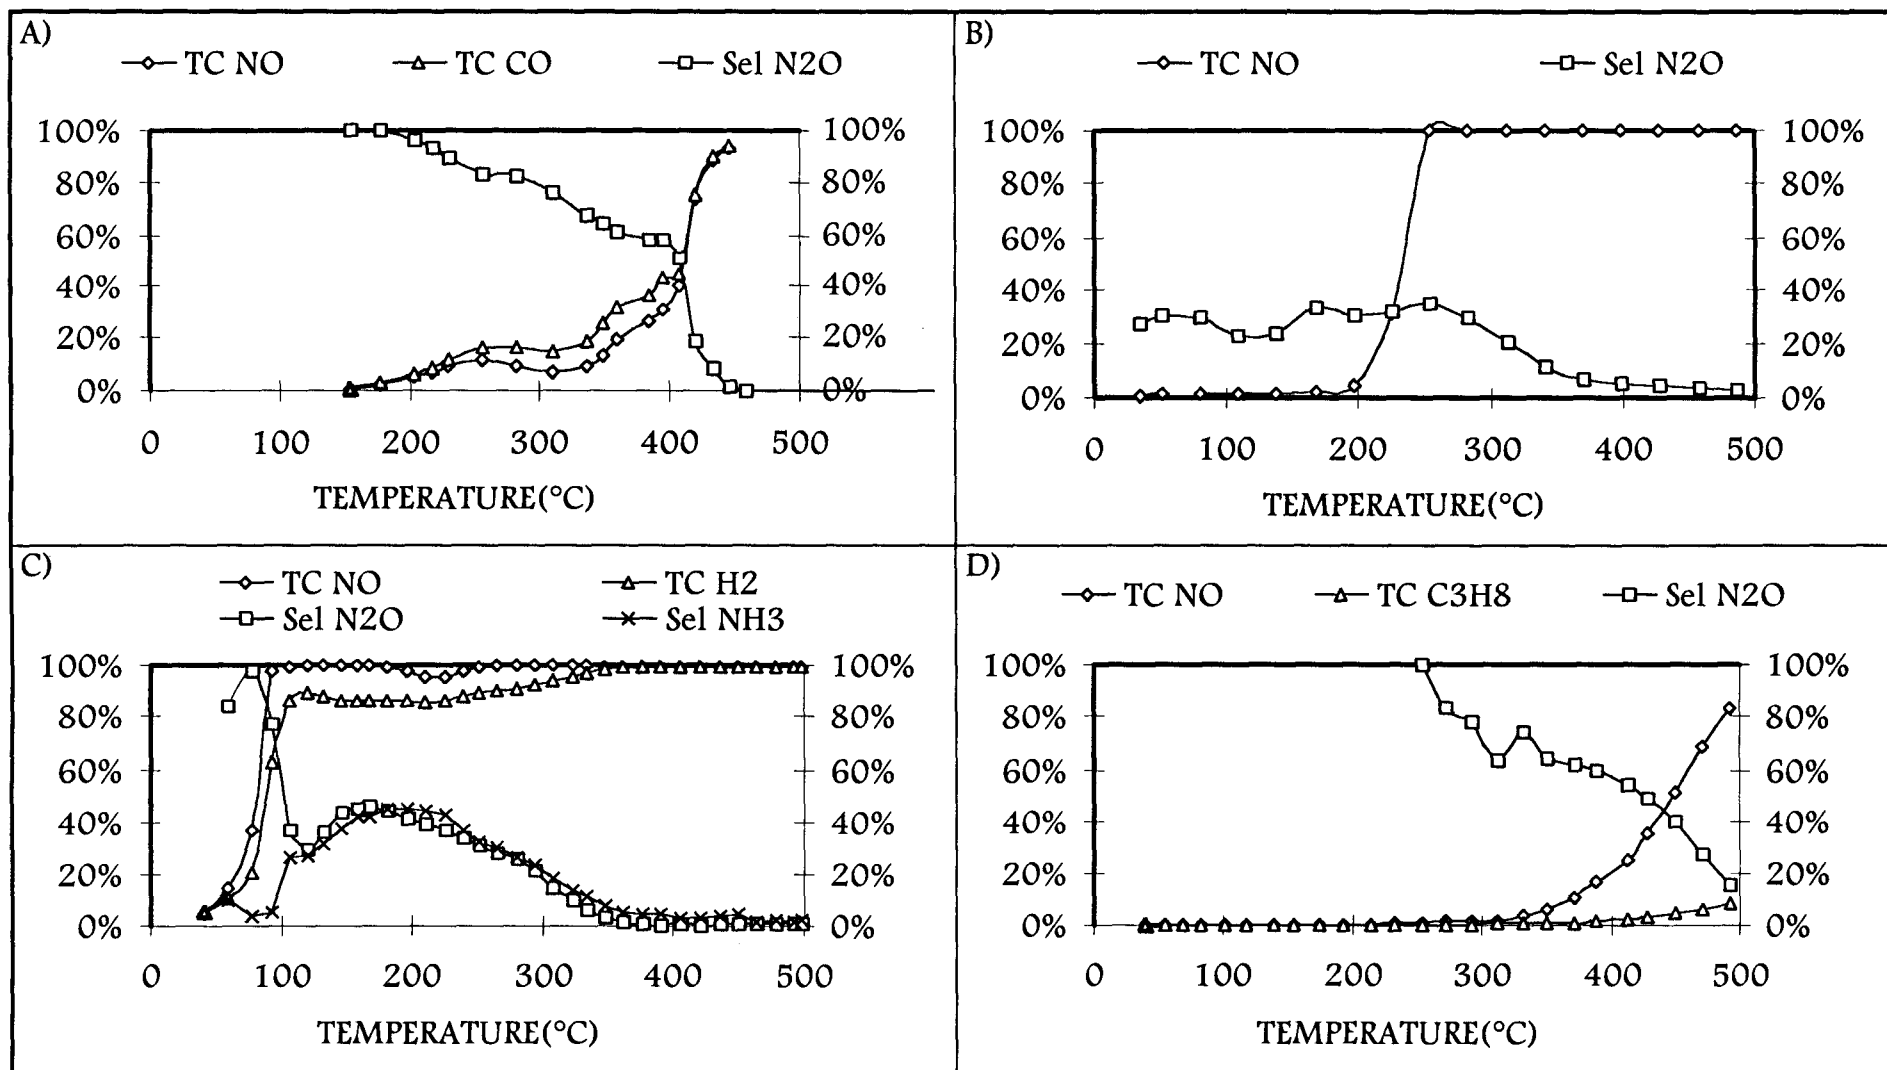 A)
TC NO TC CO Sel N2O
100% 100%
80% 80%
60% 60%
40% 40%
20% 20%
0% 0%
0 100 200 300 400 500
TEMPERATURE(°C)
B)
TC NO Sel N2O
100% 100%
80% 80%
60% 60%
40% 40%
20% 20%
0% 0%
0 100 200 300 400 500
TEMPERATURE(°C)
C)
TC NO TC H2
Sel N2O Sel NH3
100% 100%
80% 80%
60% 60%
40% 40%
20% 20%
0% 0%
0 100 200 300 400 500
TEMPERATURE(°C)
D)
TC NO TC C3H8 Sel N2O
100% 100%
80% 80%
60% 60%
40% 40%
20% 20%
0% 0%
0 100 200 300 400 500
TEMPERATURE(°C)